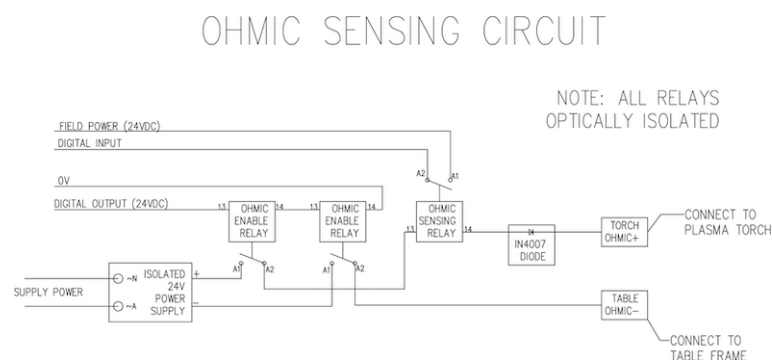 OHMIC SENSING CIRCUIT
NOTE: ALL RELAYS
OPTICALLY ISOLATED
FIELD POWER (24VDC)
DIGITAL INPUT
A2
A1
0V
DIGITAL OUTPUT (24VDC)
13
OHMIC
ENABLE
RELAY
14
13
OHMIC
ENABLE
RELAY
14
OHMIC
SENSING
RELAY
13
14
IN4007
DIODE
TORCH
OHMIC+
CONNECT TO
PLASMA TORCH
A1
A2
A1
A2
SUPPLY POWER
~N
~A
ISOLATED
24V
POWER
SUPPLY
+
−
TABLE
OHMIC−
CONNECT TO
TABLE FRAME